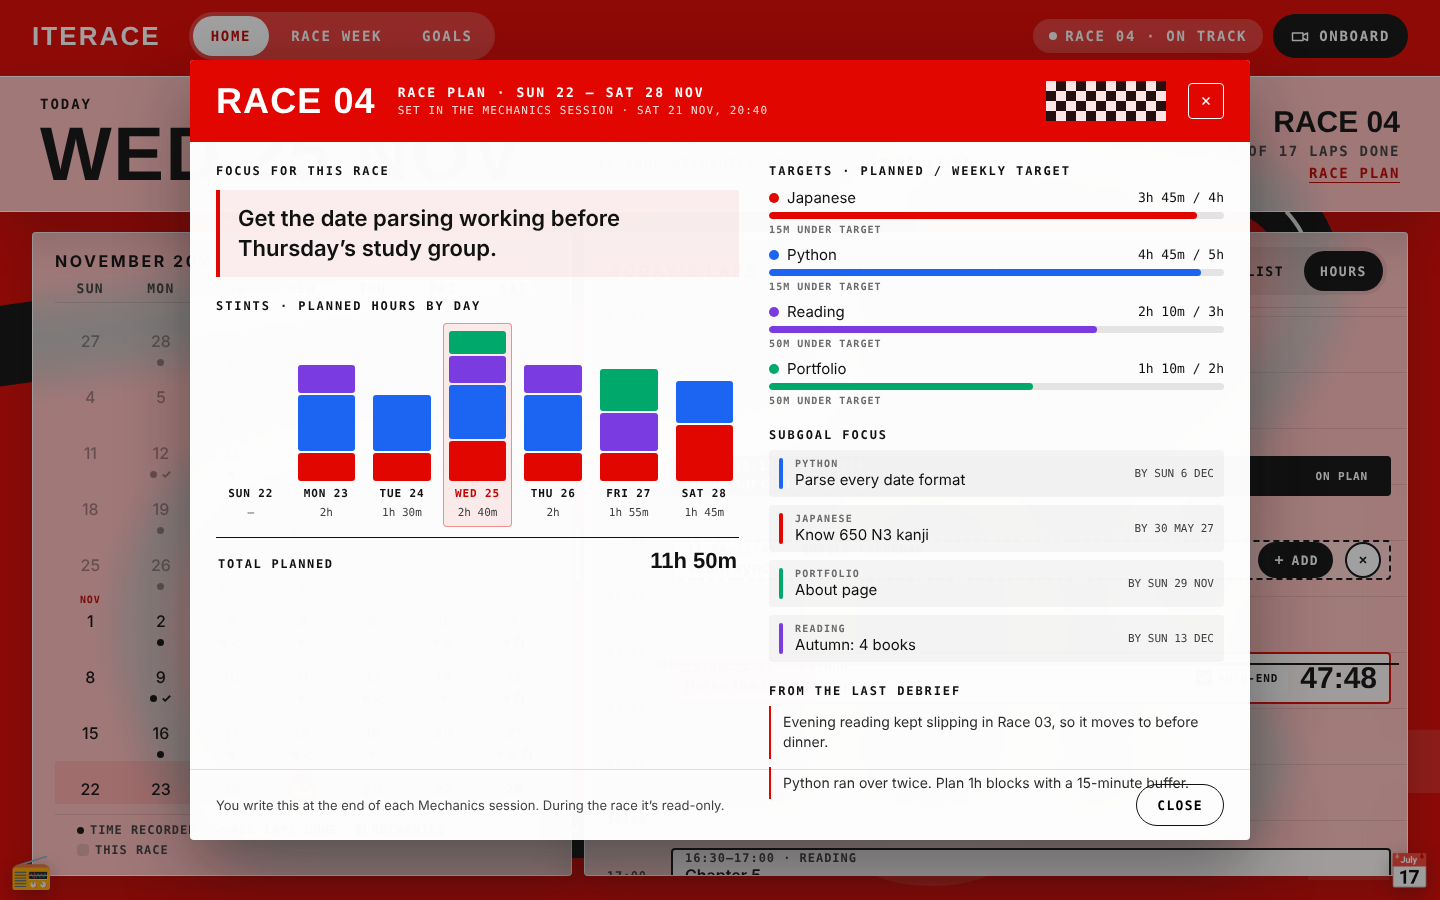 ITERACE
HOME
RACE WEEK
GOALS
RACE 04 · ON TRACK
ONBOARD
TODAY
WED
RACE 04
OF 17 LAPS DONE
RACE PLAN
RACE 04
RACE PLAN · SUN 22 — SAT 28 NOV
SET IN THE MECHANICS SESSION · SAT 21 NOV, 20:40
×
FOCUS FOR THIS RACE
Get the date parsing working before
Thursday’s study group.
STINTS · PLANNED HOURS BY DAY
SUN 22
MON 23
TUE 24
WED 25
THU 26
FRI 27
SAT 28
—
2h
1h 30m
2h 40m
2h
1h 55m
1h 45m
TOTAL PLANNED
11h 50m
TARGETS · PLANNED / WEEKLY TARGET
Japanese
3h 45m / 4h
15M UNDER TARGET
Python
4h 45m / 5h
15M UNDER TARGET
Reading
2h 10m / 3h
50M UNDER TARGET
Portfolio
1h 10m / 2h
50M UNDER TARGET
SUBGOAL FOCUS
PYTHON
Parse every date format
BY SUN 6 DEC
JAPANESE
Know 650 N3 kanji
BY 30 MAY 27
PORTFOLIO
About page
BY SUN 29 NOV
READING
Autumn: 4 books
BY SUN 13 DEC
FROM THE LAST DEBRIEF
Evening reading kept slipping in Race 03, so it moves to before
dinner.
Python ran over twice. Plan 1h blocks with a 15-minute buffer.
You write this at the end of each Mechanics session. During the race it’s read-only.
CLOSE
NOVEMBER
SUN
MON
27
28
4
5
11
12
18
19
25
26
NOV
1
2
8
9
15
16
22
23
TIME RECORDED
THIS RACE
LIST
HOURS
ON PLAN
+ ADD
×
-END
47:48
16:30–17:00 · READING
17:00
Chapter 5
July
17